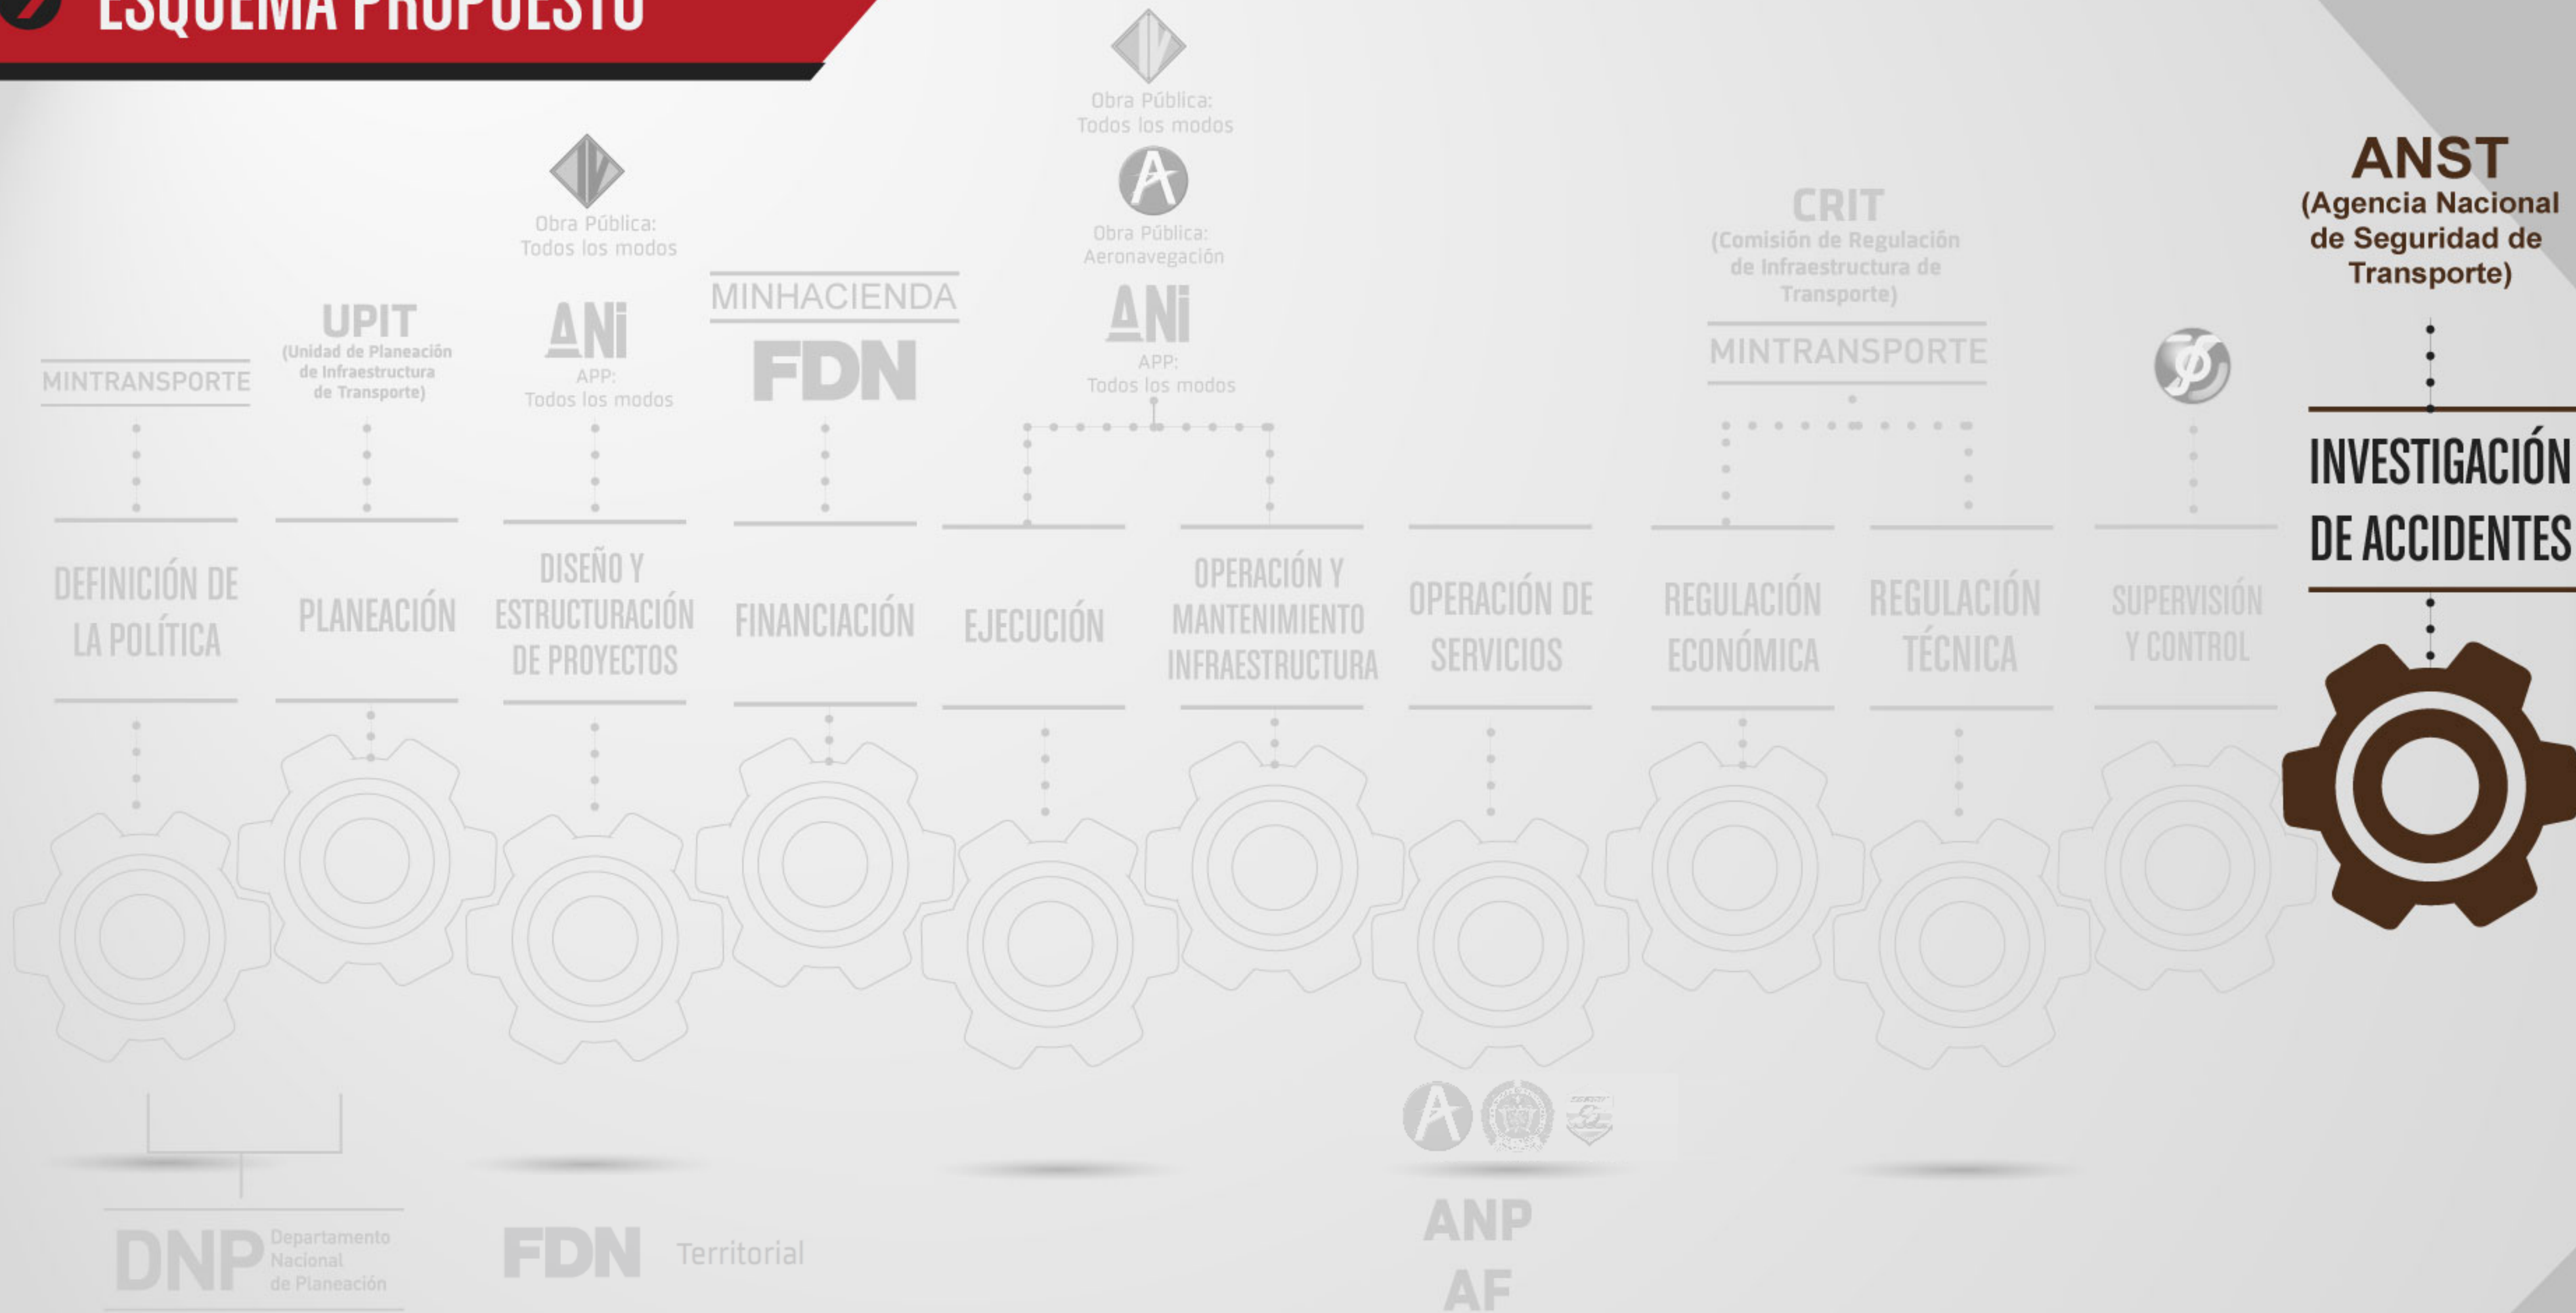 ESQUEMA PROPUESTO
Obra Pública:
Todos los modos
A
Obra Pública:
Aeronavegación
ANi
APP:
Todos los modos
Obra Pública:
Todos los modos
ANi
APP:
Todos los modos
MINHACIENDA
FDN
UPIT
(Unidad de Planeación
de Infraestructura
de Transporte)
MINTRANSPORTE
CRIT
(Comisión de Regulación
de Infraestructura de
Transporte)
MINTRANSPORTE
ANST
(Agencia Nacional
de Seguridad de
Transporte)
DEFINICIÓN DE
LA POLÍTICA
PLANEACIÓN
DISEÑO Y
ESTRUCTURACIÓN
DE PROYECTOS
FINANCIACIÓN
EJECUCIÓN
OPERACIÓN Y
MANTENIMIENTO
INFRAESTRUCTURA
OPERACIÓN DE
SERVICIOS
REGULACIÓN
ECONÓMICA
REGULACIÓN
TÉCNICA
SUPERVISIÓN
Y CONTROL
INVESTIGACIÓN
DE ACCIDENTES
A
DNP
Departamento
Nacional
de Planeación
FDN
Territorial
ANP
AF